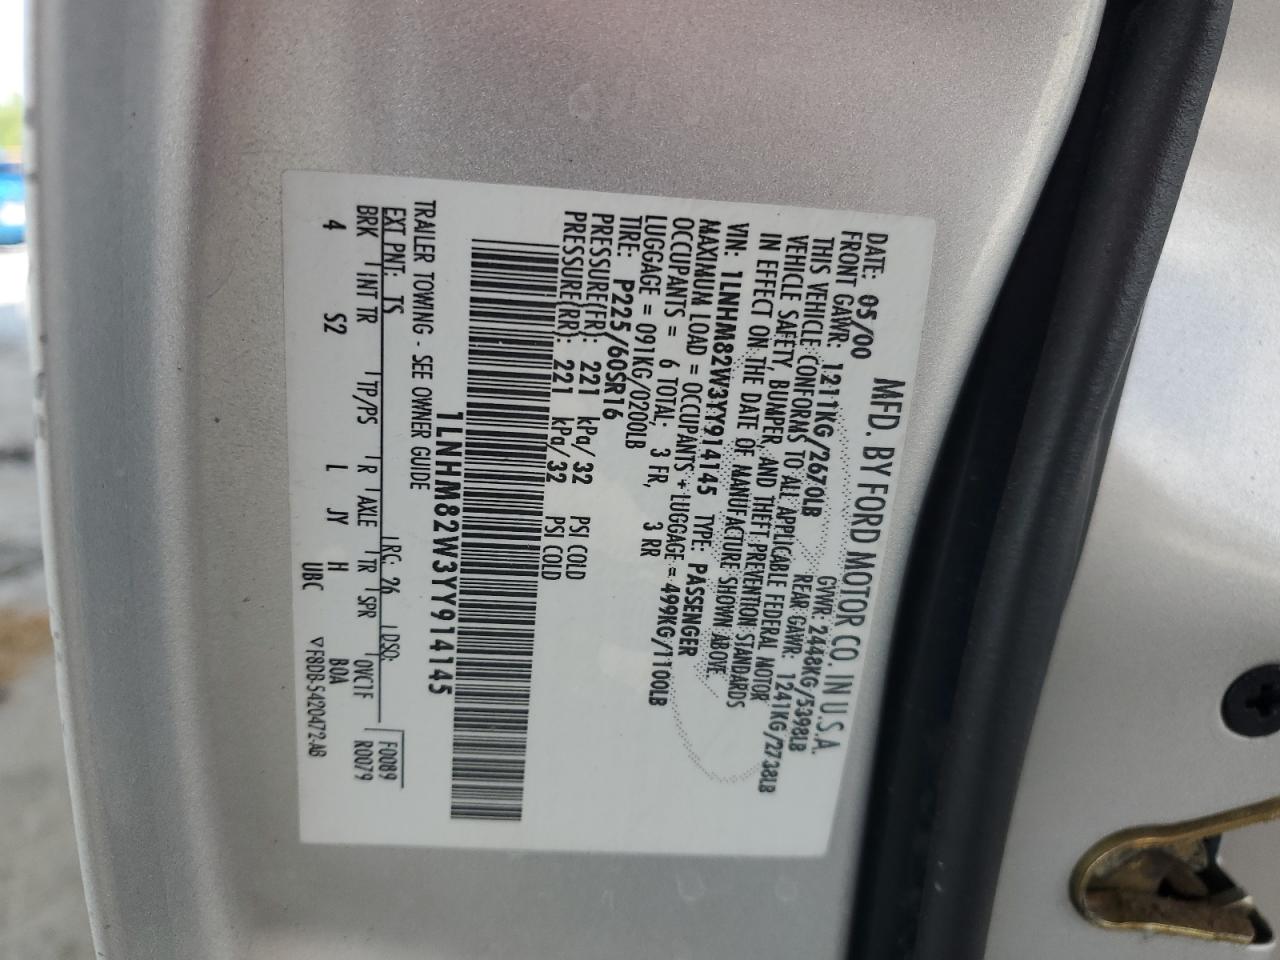 MFD. BY FORD MOTOR CO. IN U.S.A.
DATE: 05/00 GVWR: 2448KG/5398LB
FRONT GAWR: 1211KG/2670LB REAR GAWR: 1241KG/2738LB
THIS VEHICLE CONFORMS TO ALL APPLICABLE FEDERAL MOTOR
VEHICLE SAFETY, BUMPER, AND THEFT PREVENTION STANDARDS
IN EFFECT ON THE DATE OF MANUFACTURE SHOWN ABOVE.
VIN: 1LNHM82W3YY914145 TYPE: PASSENGER
MAXIMUM LOAD = OCCUPANTS + LUGGAGE = 499KG/1100LB
OCCUPANTS = 6 TOTAL; 3 FR, 3 RR
LUGGAGE = 091KG/0200LB
TIRE: P225/60SR16
PRESSURE(FR): 221 kPa/32 PSI COLD
PRESSURE(RR): 221 kPa/32 PSI COLD
1LNHM82W3YY914145
TRAILER TOWING - SEE OWNER GUIDE
EXT PNT: TS RC: 26 DSO: F0089
BRK INT TR TP/PS R AXLE TR SPR OVC1F R0079
4 S2 L JY H BOA
UBC ▽F8DB-5420472-AB